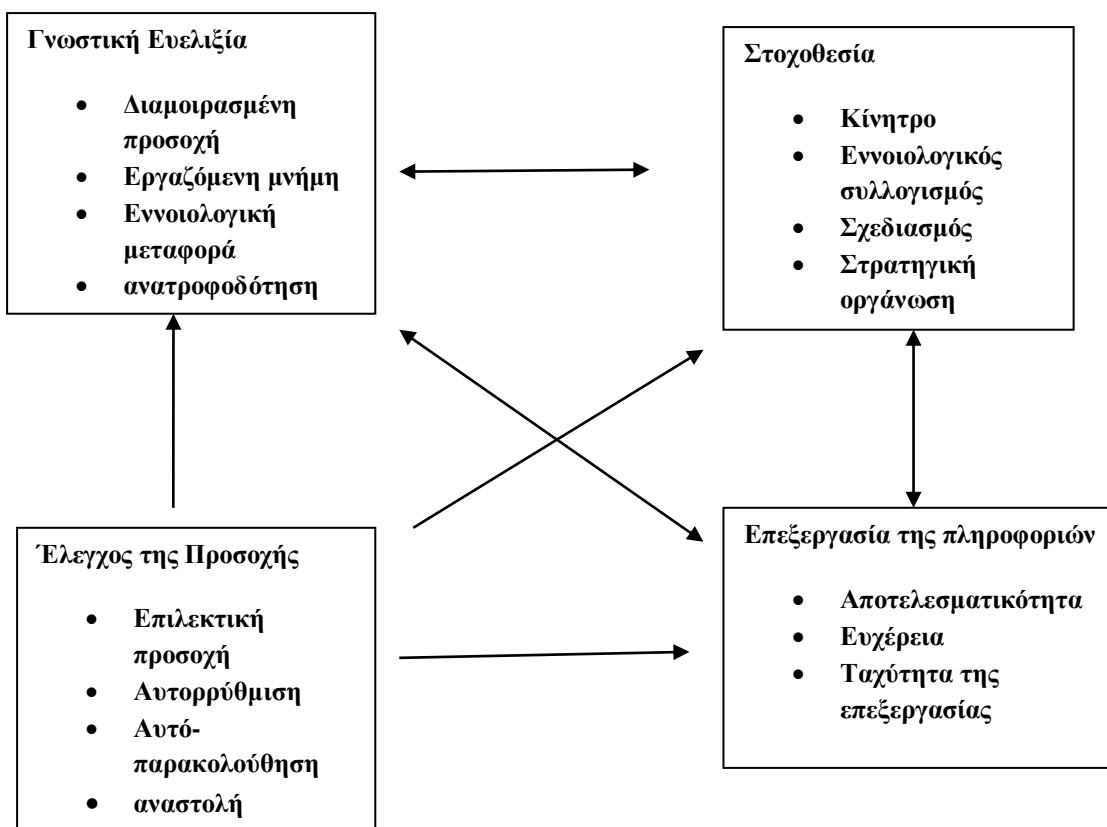 Γνωστική Ευελιξία
• Διαμοιρασμένη
προσοχή
• Εργαζόμενη μνήμη
• Εννοιολογική
μεταφορά
• ανατροφοδότηση
Στοχοθεσία
• Κίνητρο
• Εννοιολογικός
συλλογισμός
• Σχεδιασμός
• Στρατηγική
οργάνωση
Έλεγχος της Προσοχής
• Επιλεκτική
προσοχή
• Αυτορρύθμιση
• Αυτό-
παρακολούθηση
• αναστολή
Επεξεργασία της πληροφοριών
• Αποτελεσματικότητα
• Ευχέρεια
• Ταχύτητα της
επεξεργασίας